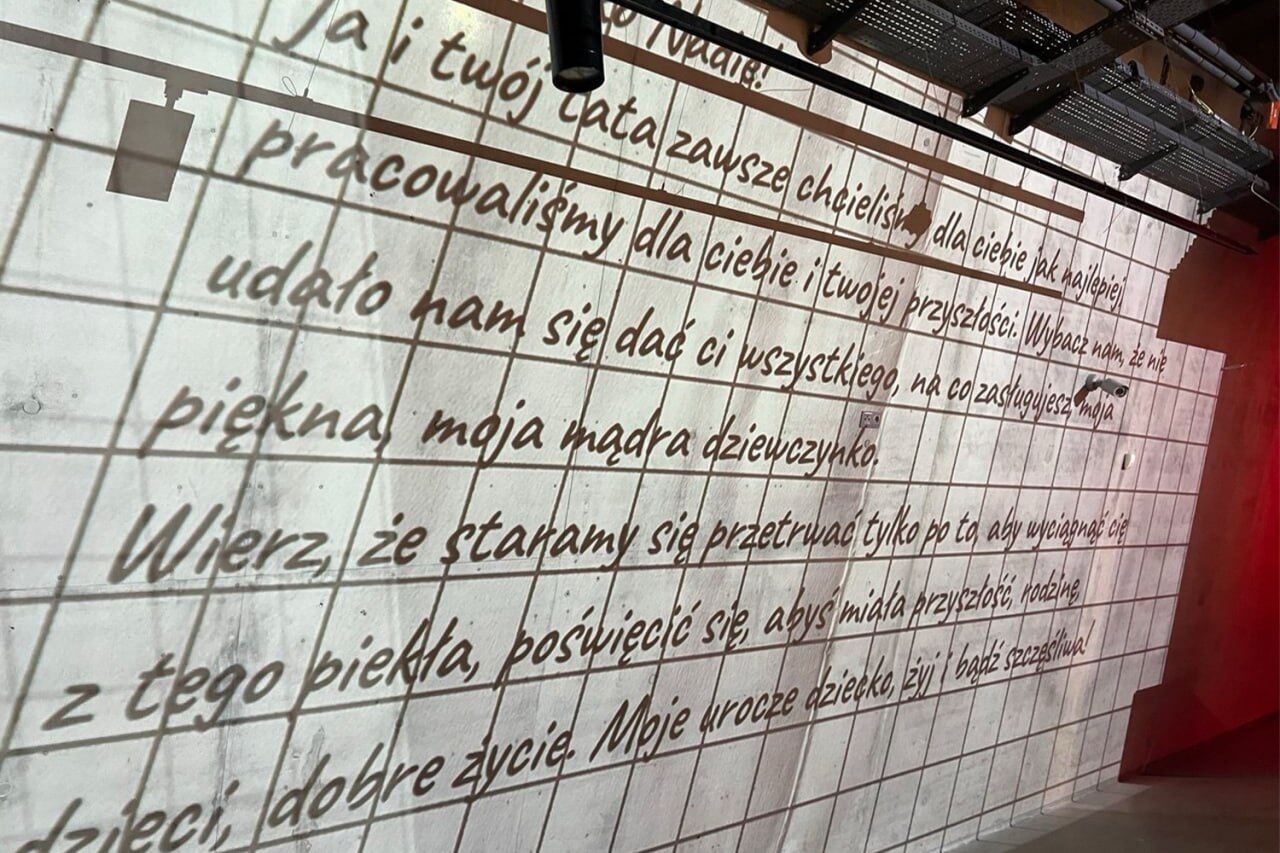 Nadię!
Ja i twój tata zawsze chcieliśmy dla ciebie jak najlepiej,
pracowaliśmy dla ciebie i twojej przyszłości. Wybacz nam, że nie
udało nam się dać ci wszystkiego, na co zasługujesz, moja
piękna, moja mądra dziewczynko.
Wierz, że staramy się przetrwać tylko po to, aby wyciągnąć cię
z tego piekła, poświęcić się, abyś miała przyszłość, rodzinę,
dzieci, dobre życie. Moje urocze dziecko, żyj i bądź szczęśliwa!